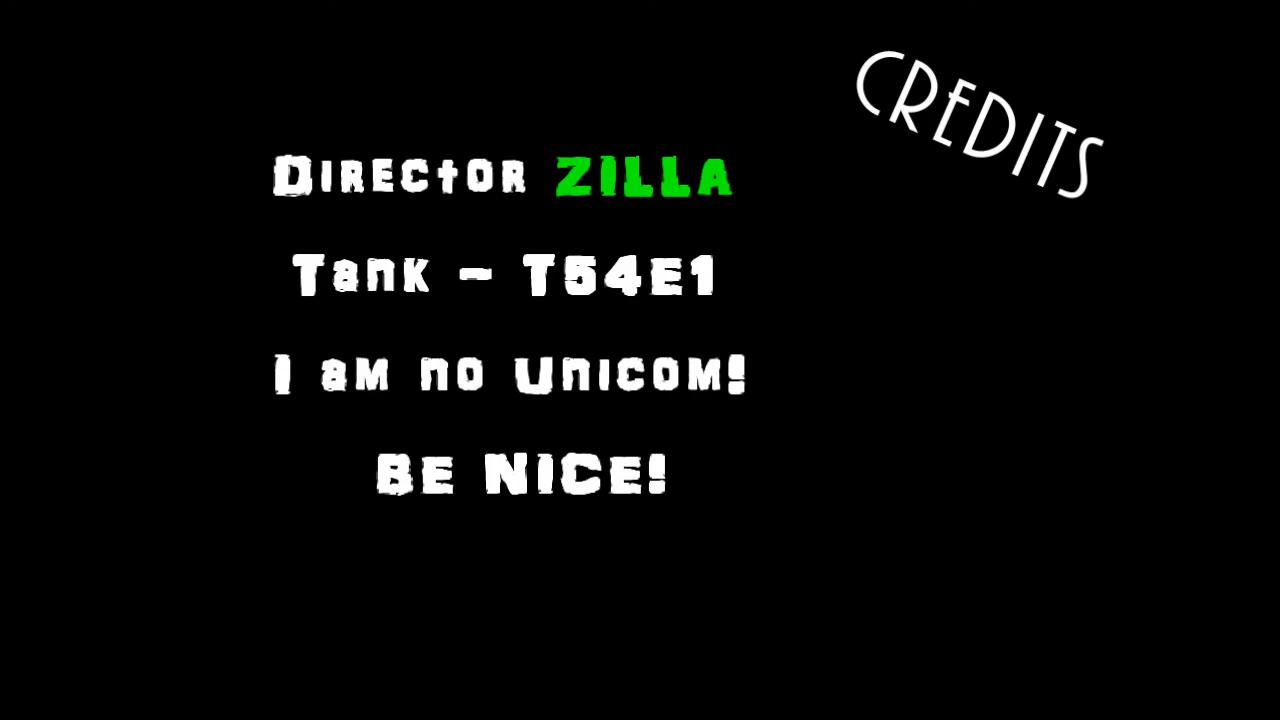 CREDITS
Director ZILLA
Tank - T54E1
I am no Unicom!
BE NICE!